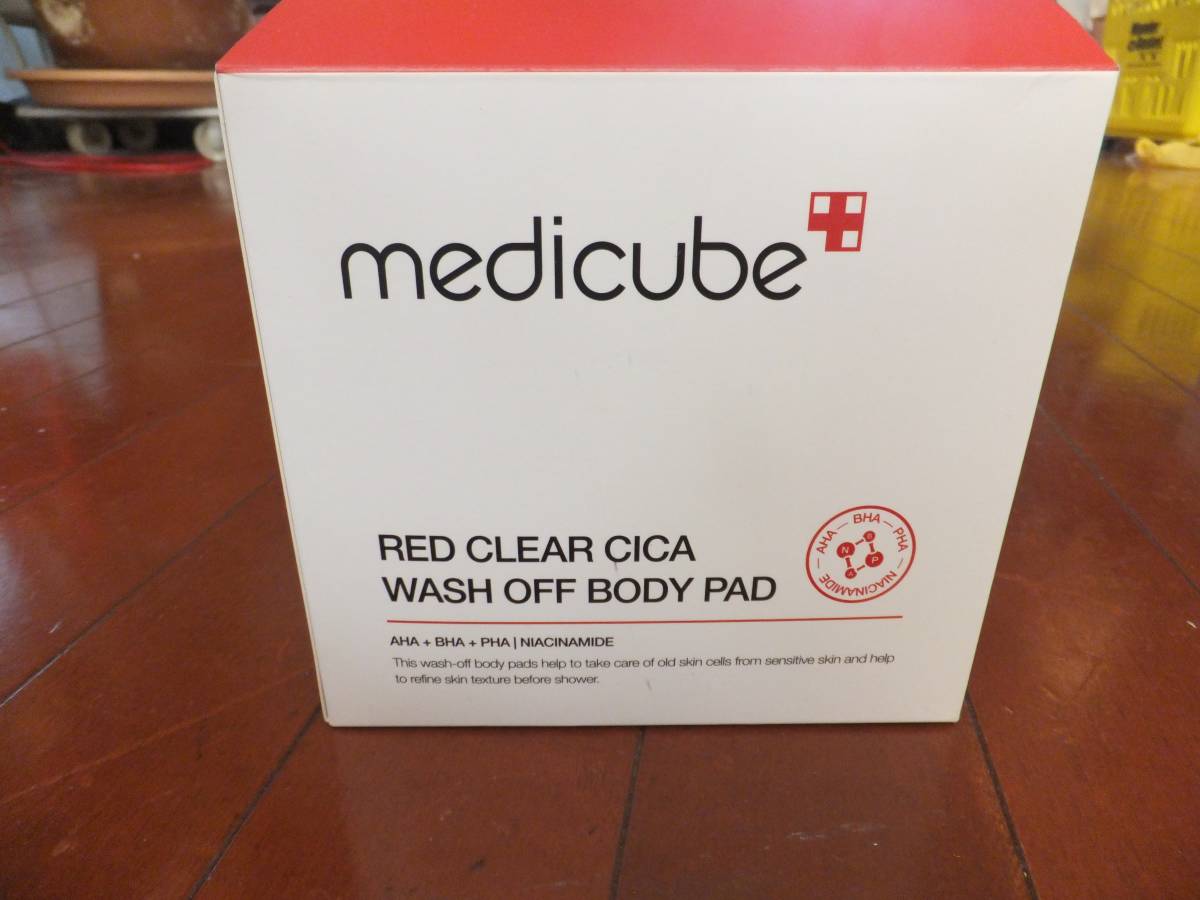 medicube
RED CLEAR CICA
WASH OFF BODY PAD
AHA + BHA + PHA | NIACINAMIDE
This wash-off body pads help to take care of old skin cells from sensitive skin and help
to refine skin texture before shower.
AHA — BHA — PHA — NIACINAMIDE —
B
N
P
A